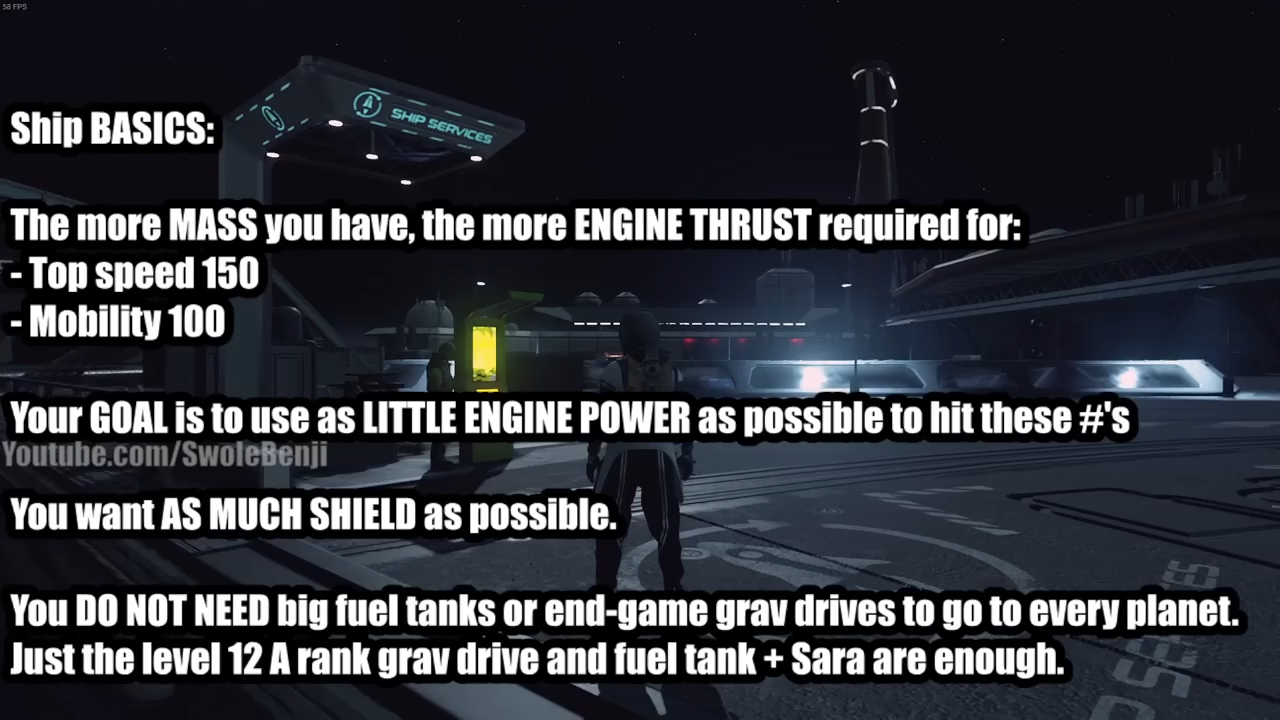 58 FPS
SHIP SERVICES
Ship BASICS:
The more MASS you have, the more ENGINE THRUST required for:
- Top speed 150
- Mobility 100
Your GOAL is to use as LITTLE ENGINE POWER as possible to hit these #'s
Youtube.com/SwoleBenji
You want AS MUCH SHIELD as possible.
You DO NOT NEED big fuel tanks or end-game grav drives to go to every planet.
Just the level 12 A rank grav drive and fuel tank + Sara are enough.